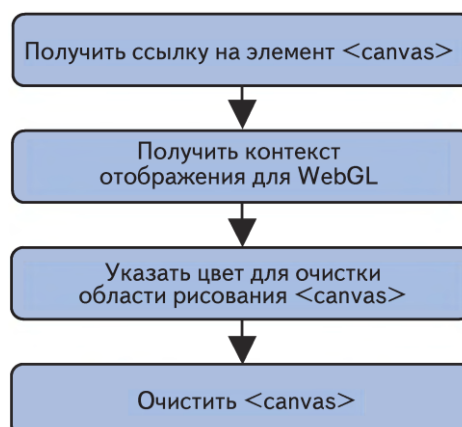 Получить ссылку на элемент <canvas>
Получить контекст
отображения для WebGL
Указать цвет для очистки
области рисования <canvas>
Очистить <canvas>